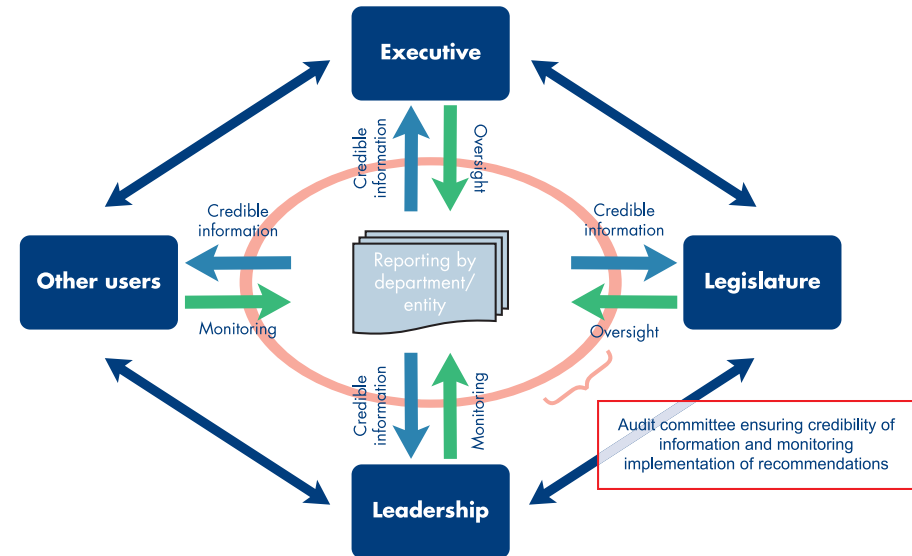 Executive
Credible
information
Oversight
Credible
information
Credible
information
Other users
Reporting by
department/
entity
Legislature
Monitoring
Oversight
Credible
information
Monitoring
Audit committee ensuring credibility of
information and monitoring
implementation of recommendations
Leadership